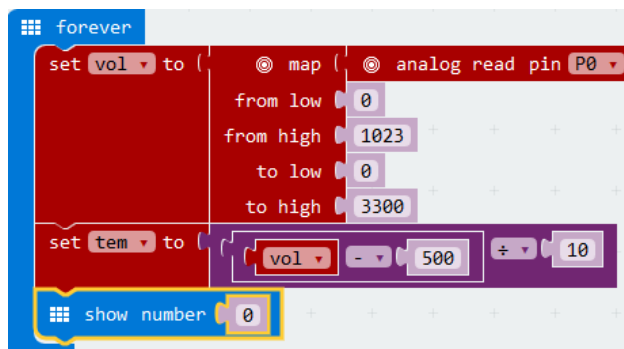 forever
set vol to map analog read pin P0
from low 0
from high 1023
to low 0
to high 3300
set tem to vol - 500 ÷ 10
show number 0